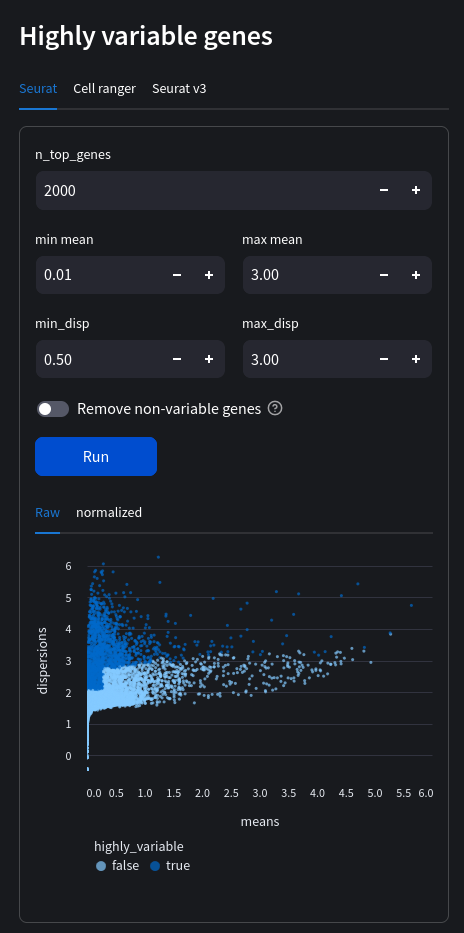 Highly variable genes
Seurat Cell ranger Seurat v3
n_top_genes
2000 − +
min mean max mean
0.01 − + 3.00 − +
min_disp max_disp
0.50 − + 3.00 − +
Remove non-variable genes ?
Run
Raw normalized
6
5
4
3
2
1
0
dispersions
0.0 0.5 1.0 1.5 2.0 2.5 3.0 3.5 4.0 4.5 5.0 5.5 6.0
means
highly_variable
false true